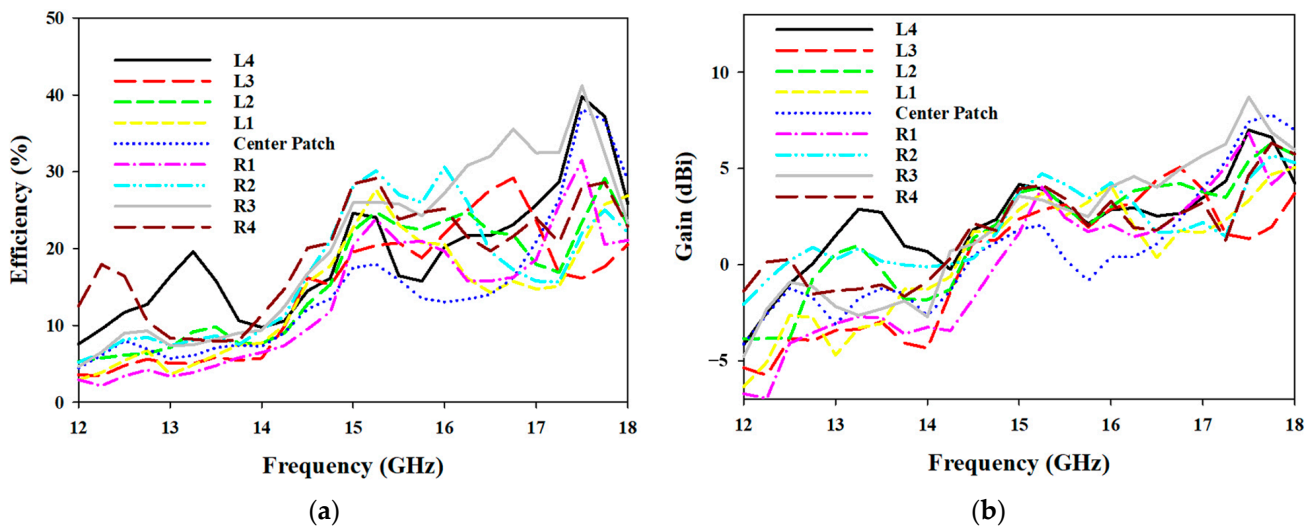 50
40
30
20
10
0
Efficiency (%)
L4
L3
L2
L1
Center Patch
R1
R2
R3
R4
12 13 14 15 16 17 18
Frequency (GHz)
(a)
10
5
0
−5
Gain (dBi)
L4
L3
L2
L1
Center Patch
R1
R2
R3
R4
12 13 14 15 16 17 18
Frequency (GHz)
(b)